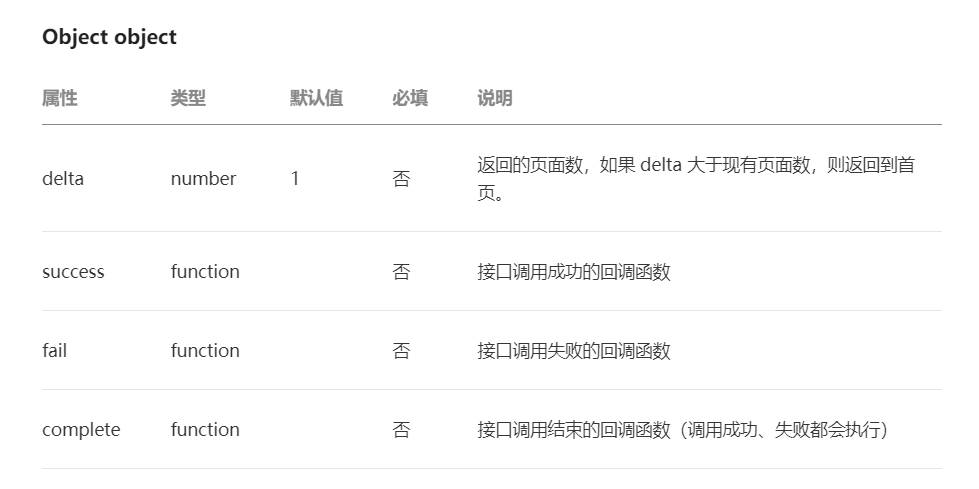 Object object
属性 类型 默认值 必填 说明
delta number 1 否 返回的页面数，如果 delta 大于现有页面数，则返回到首
页。
success function 否 接口调用成功的回调函数
fail function 否 接口调用失败的回调函数
complete function 否 接口调用结束的回调函数（调用成功、失败都会执行）